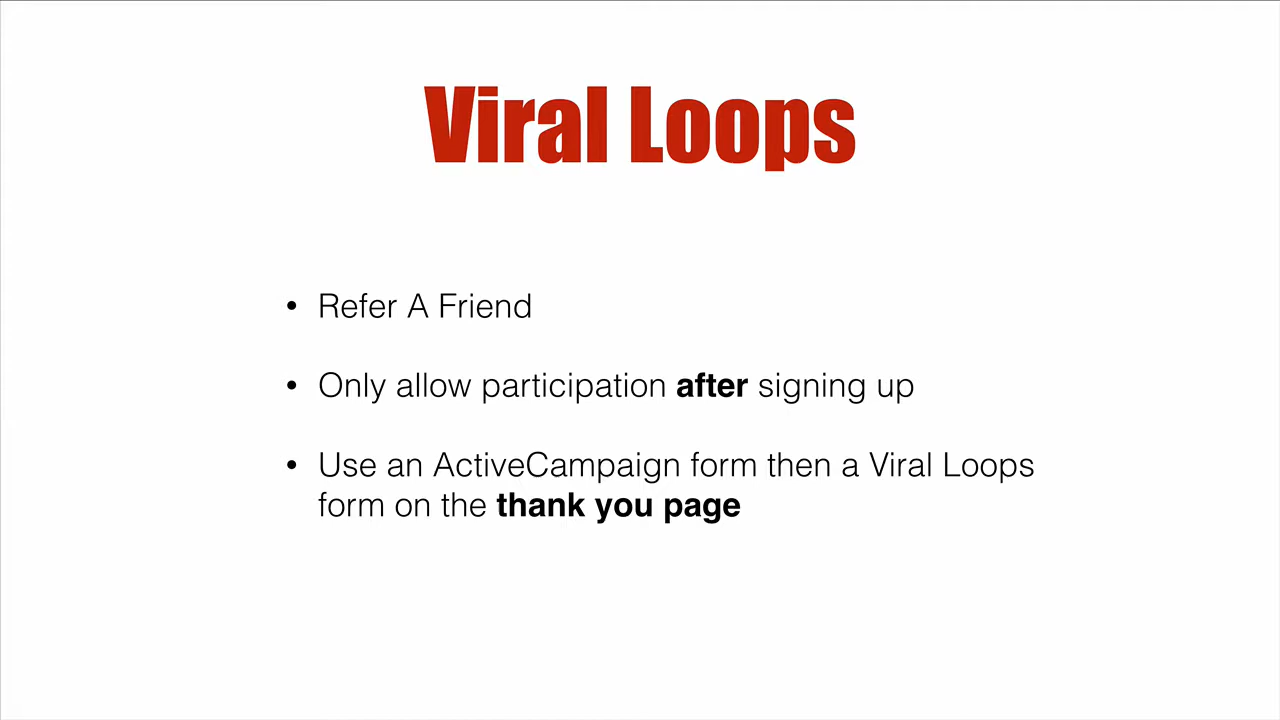 Viral Loops
• Refer A Friend
• Only allow participation after signing up
• Use an ActiveCampaign form then a Viral Loops
form on the thank you page